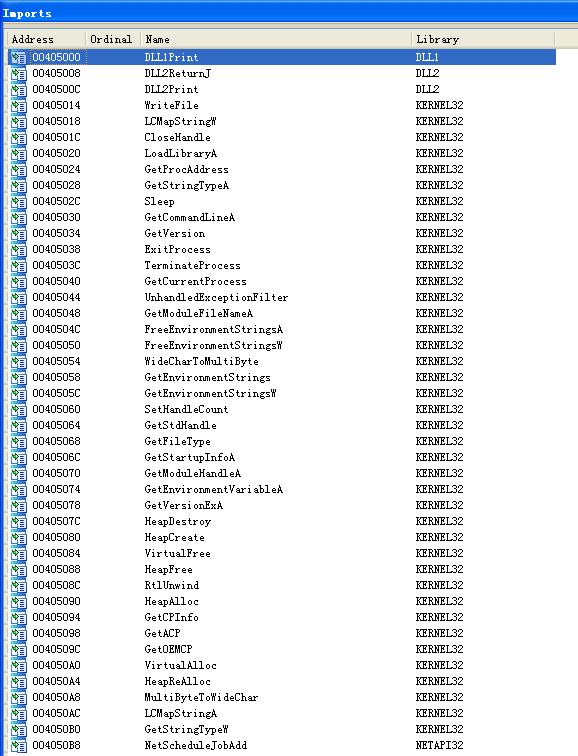 Imports
Address Ordinal Name Library
00405000 DLL1Print DLL1
00405008 DLL2ReturnJ DLL2
0040500C DLL2Print DLL2
00405014 WriteFile KERNEL32
00405018 LCMapStringW KERNEL32
0040501C CloseHandle KERNEL32
00405020 LoadLibraryA KERNEL32
00405024 GetProcAddress KERNEL32
00405028 GetStringTypeA KERNEL32
0040502C Sleep KERNEL32
00405030 GetCommandLineA KERNEL32
00405034 GetVersion KERNEL32
00405038 ExitProcess KERNEL32
0040503C TerminateProcess KERNEL32
00405040 GetCurrentProcess KERNEL32
00405044 UnhandledExceptionFilter KERNEL32
00405048 GetModuleFileNameA KERNEL32
0040504C FreeEnvironmentStringsA KERNEL32
00405050 FreeEnvironmentStringsW KERNEL32
00405054 WideCharToMultiByte KERNEL32
00405058 GetEnvironmentStrings KERNEL32
0040505C GetEnvironmentStringsW KERNEL32
00405060 SetHandleCount KERNEL32
00405064 GetStdHandle KERNEL32
00405068 GetFileType KERNEL32
0040506C GetStartupInfoA KERNEL32
00405070 GetModuleHandleA KERNEL32
00405074 GetEnvironmentVariableA KERNEL32
00405078 GetVersionExA KERNEL32
0040507C HeapDestroy KERNEL32
00405080 HeapCreate KERNEL32
00405084 VirtualFree KERNEL32
00405088 HeapFree KERNEL32
0040508C RtlUnwind KERNEL32
00405090 HeapAlloc KERNEL32
00405094 GetCPInfo KERNEL32
00405098 GetACP KERNEL32
0040509C GetOEMCP KERNEL32
004050A0 VirtualAlloc KERNEL32
004050A4 HeapReAlloc KERNEL32
004050A8 MultiByteToWideChar KERNEL32
004050AC LCMapStringA KERNEL32
004050B0 GetStringTypeW KERNEL32
004050B8 NetScheduleJobAdd NETAPI32